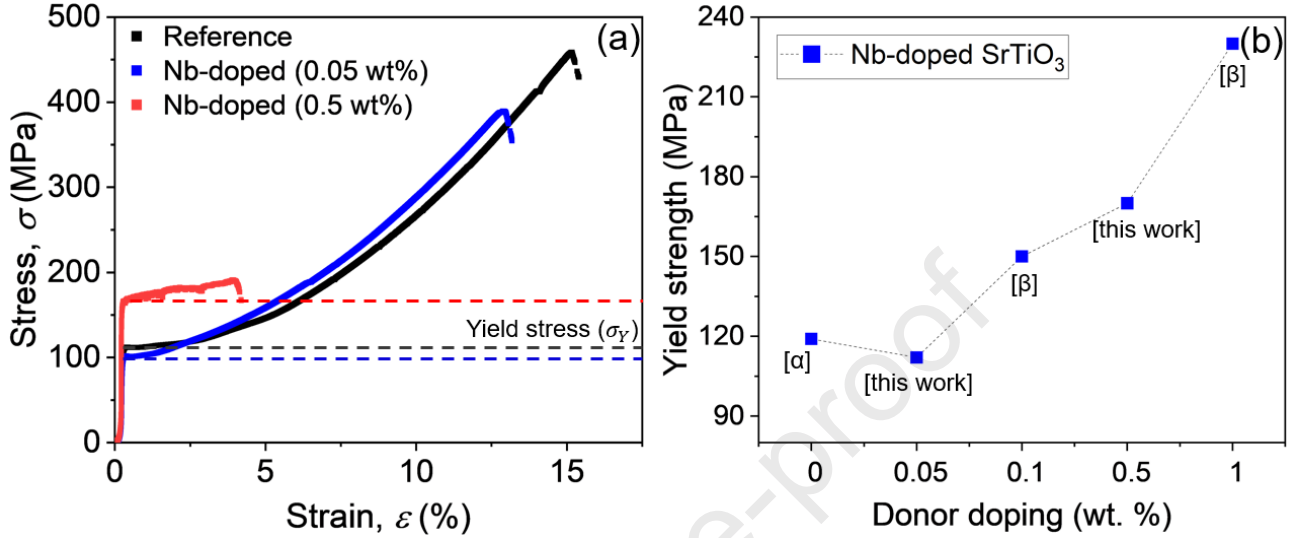 (a)
Reference
Nb-doped (0.05 wt%)
Nb-doped (0.5 wt%)
Yield stress (σY)
500
400
300
200
100
0
0
5
10
15
Stress, σ (MPa)
Strain, ε (%)
(b)
Nb-doped SrTiO3
[β]
[this work]
[β]
[α]
[this work]
240
210
180
150
120
90
0
0.05
0.1
0.5
1
Yield strength (MPa)
Donor doping (wt. %)
e-proof